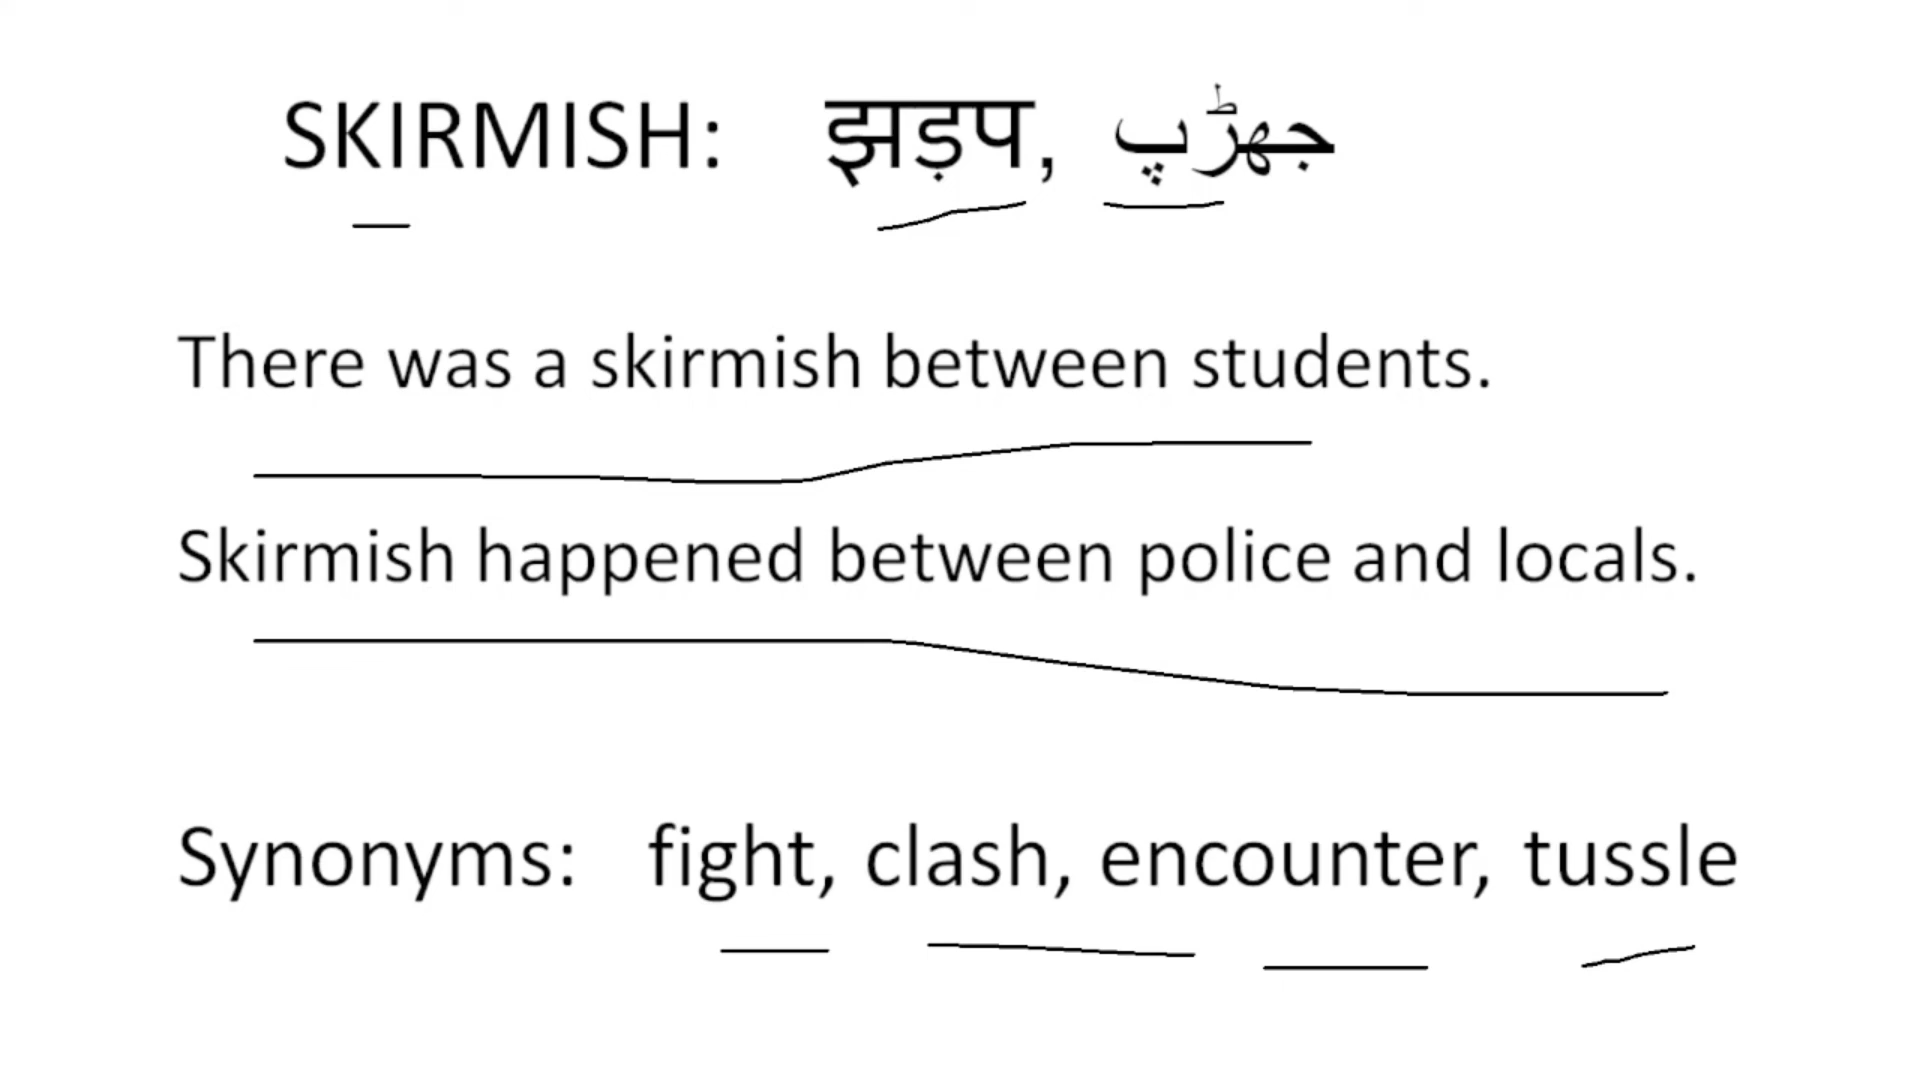 SKIRMISH: झड़प, جھڑپ
There was a skirmish between students.
Skirmish happened between police and locals.
Synonyms: fight, clash, encounter, tussle